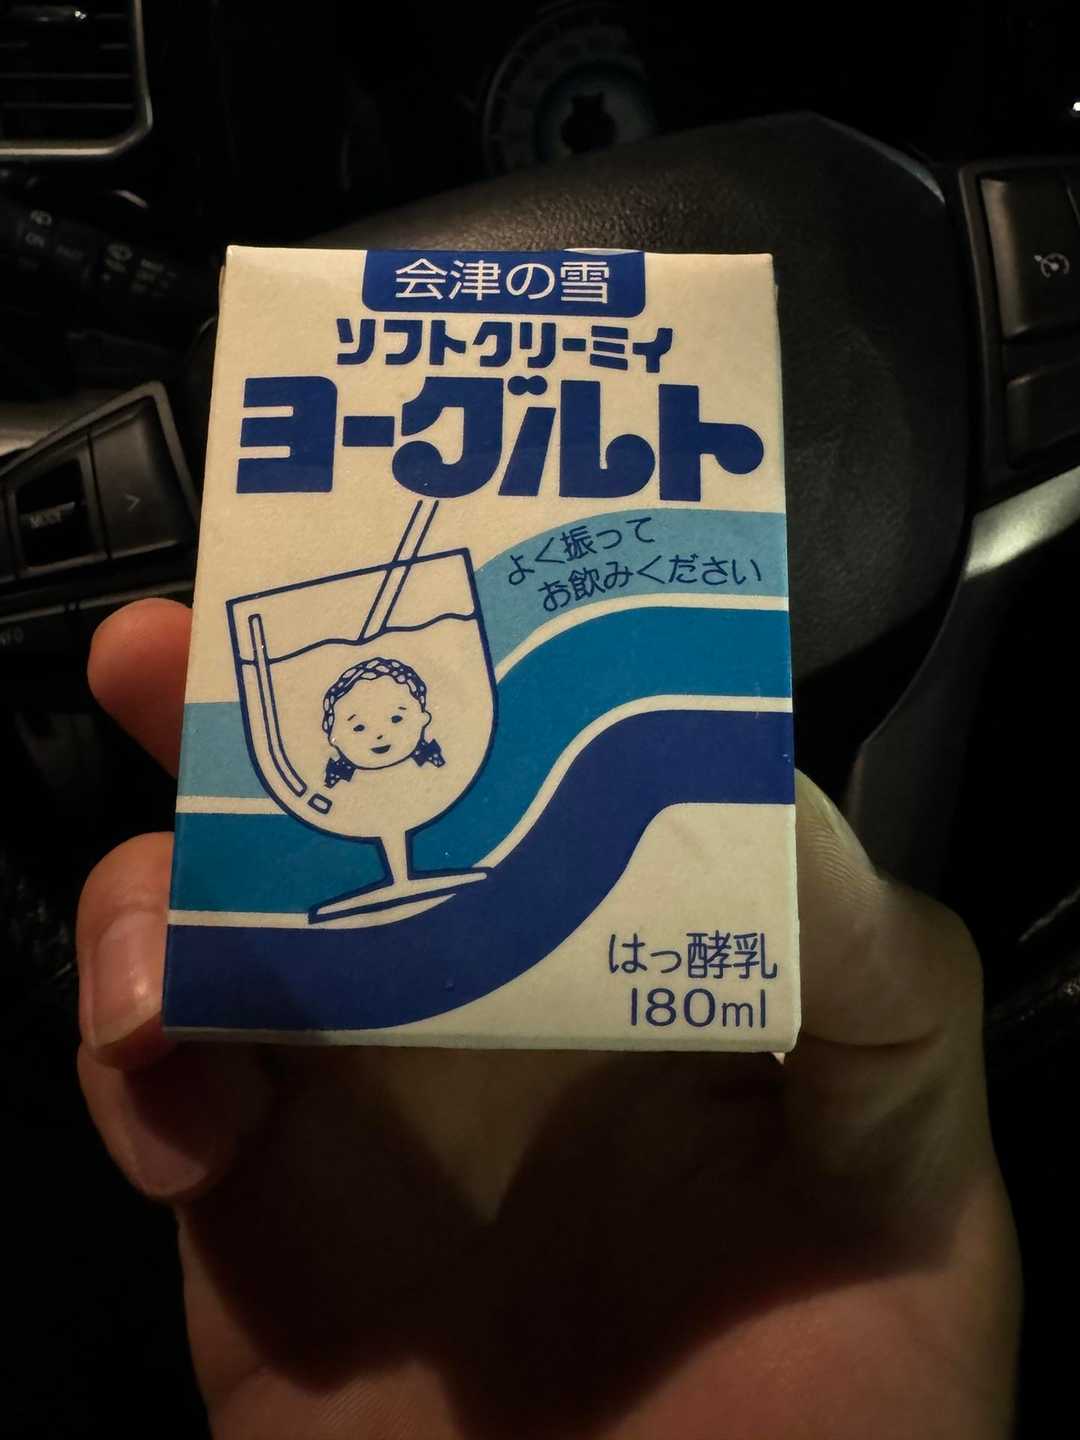 会津の雪
ソフトクリーミィ
ヨーグルト
よく振って
お飲みください
はっ酵乳
180ml
MODE